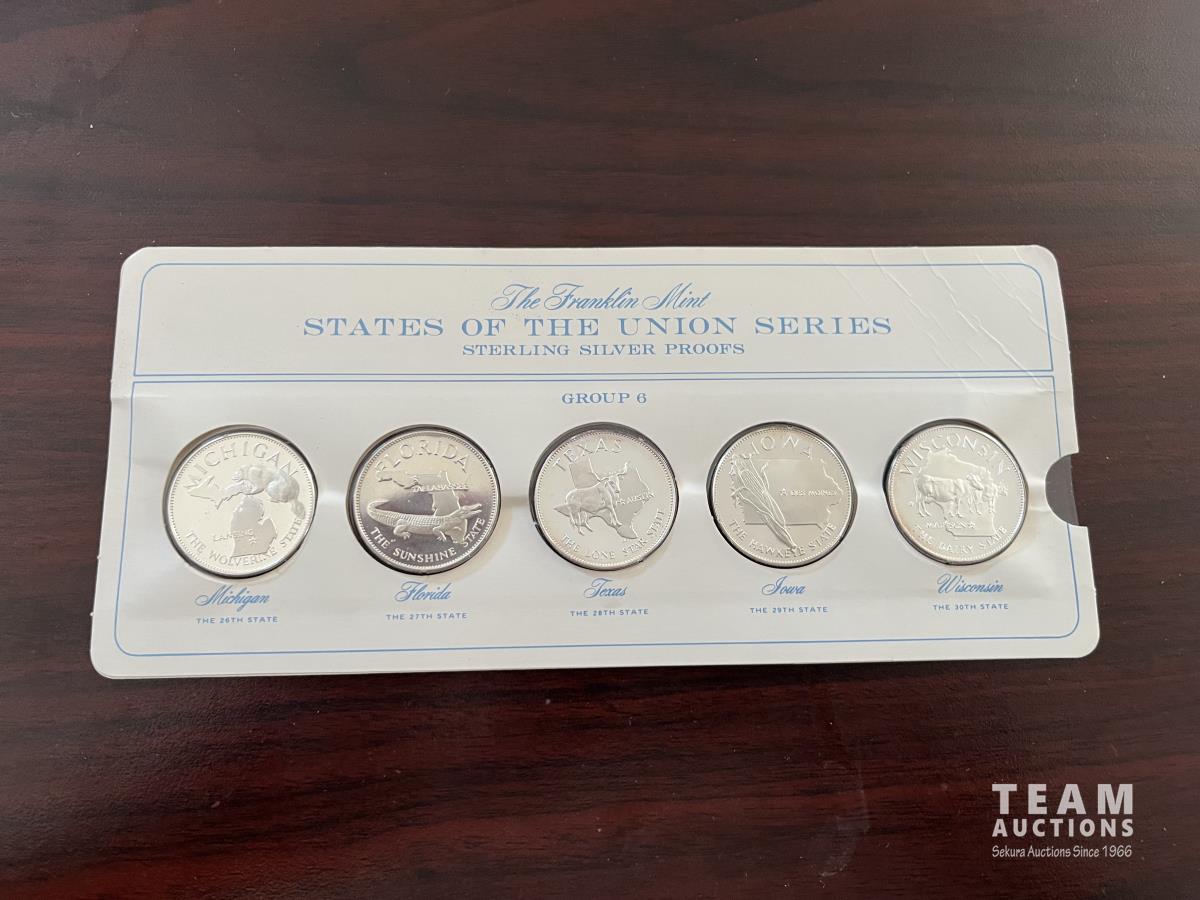 The Franklin Mint
STATES OF THE UNION SERIES
STERLING SILVER PROOFS
GROUP 6
MICHIGAN
LANSING
THE WOLVERINE STATE
FLORIDA
TALLAHASSEE
THE SUNSHINE STATE
TEXAS
AUSTIN
THE LONE STAR STATE
IOWA
DES MOINES
THE HAWKEYE STATE
WISCONSIN
MADISON
THE DAIRY STATE
Michigan
THE 26TH STATE
Florida
THE 27TH STATE
Texas
THE 28TH STATE
Iowa
THE 29TH STATE
Wisconsin
THE 30TH STATE
TEAM
AUCTIONS
Sekura Auctions Since 1966